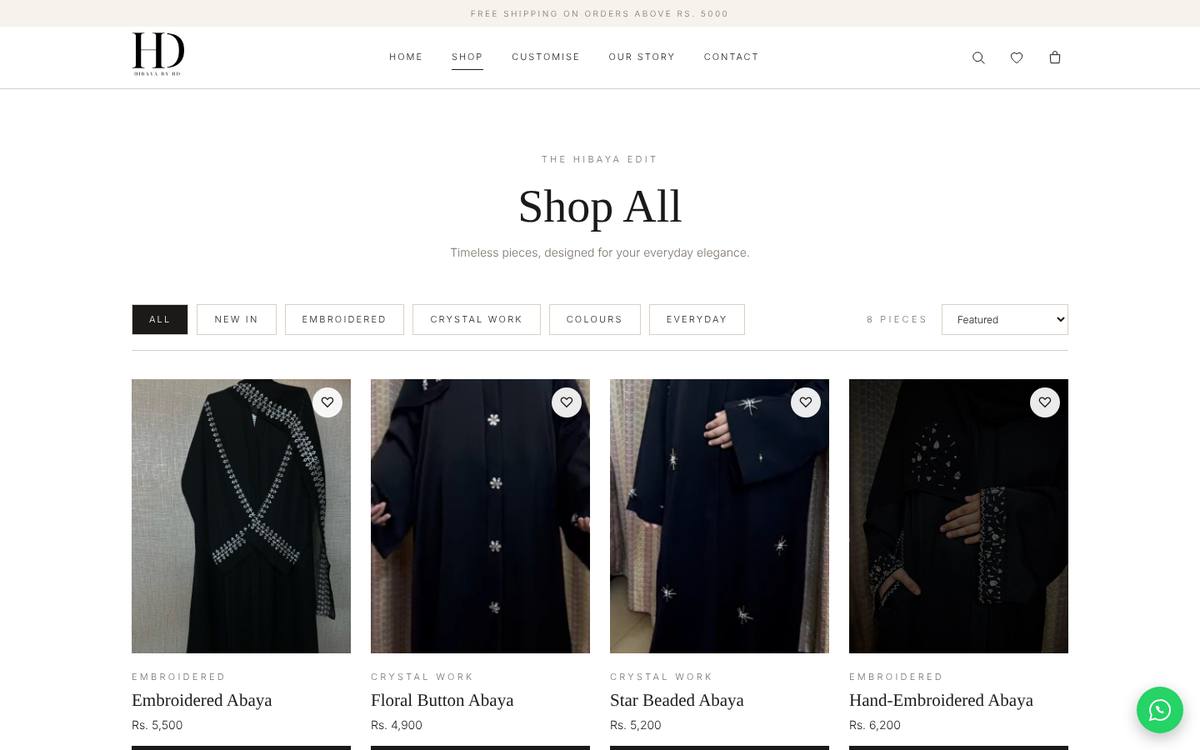 FREE SHIPPING ON ORDERS ABOVE RS. 5000
HD
HIBAYA BY HD
HOME
SHOP
CUSTOMISE
OUR STORY
CONTACT
THE HIBAYA EDIT
Shop All
Timeless pieces, designed for your everyday elegance.
ALL
NEW IN
EMBROIDERED
CRYSTAL WORK
COLOURS
EVERYDAY
8 PIECES
Featured
EMBROIDERED
Embroidered Abaya
Rs. 5,500
CRYSTAL WORK
Floral Button Abaya
Rs. 4,900
CRYSTAL WORK
Star Beaded Abaya
Rs. 5,200
EMBROIDERED
Hand-Embroidered Abaya
Rs. 6,200